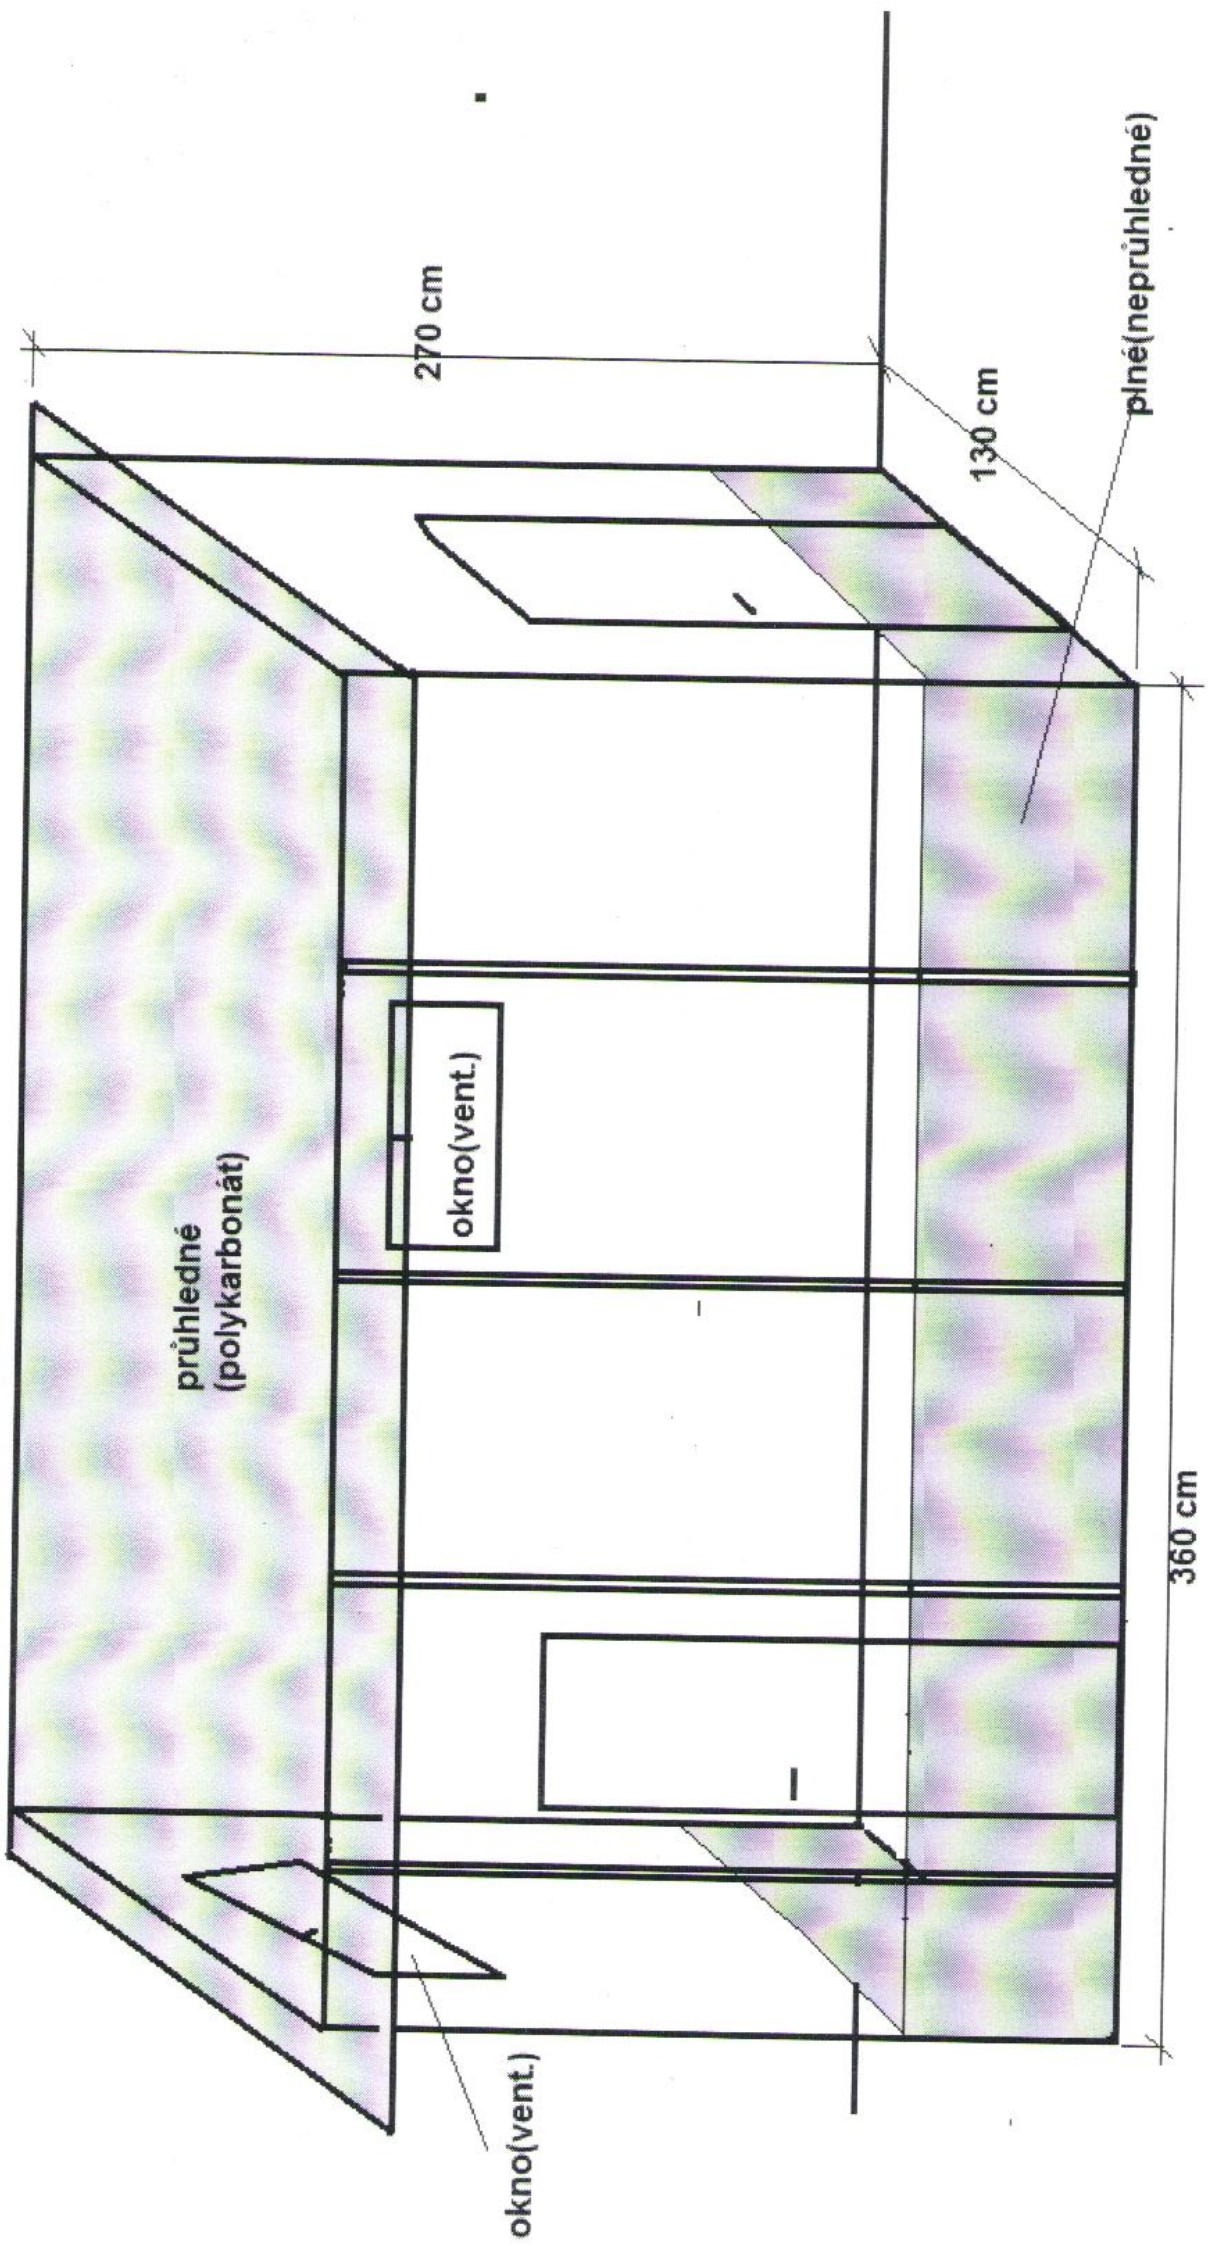 průhledné
(polykarbonát)
270 cm
130 cm
okno(vent.)
okno(vent.)
plné(neprůhledné)
360 cm